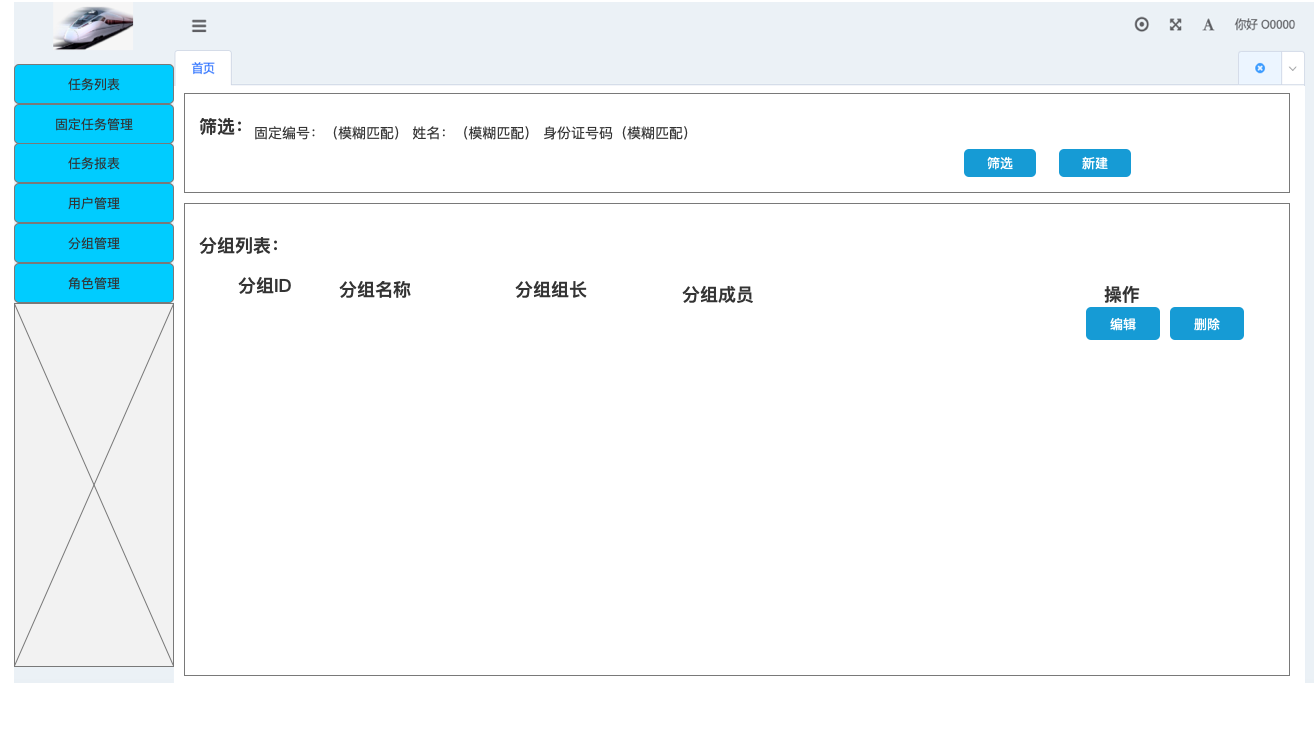 你好 O0000
首页
任务列表
固定任务管理
任务报表
用户管理
分组管理
角色管理
筛选：
固定编号：（模糊匹配） 姓名：（模糊匹配） 身份证号码（模糊匹配）
筛选
新建
分组列表：
分组ID
分组名称
分组组长
分组成员
操作
编辑
删除